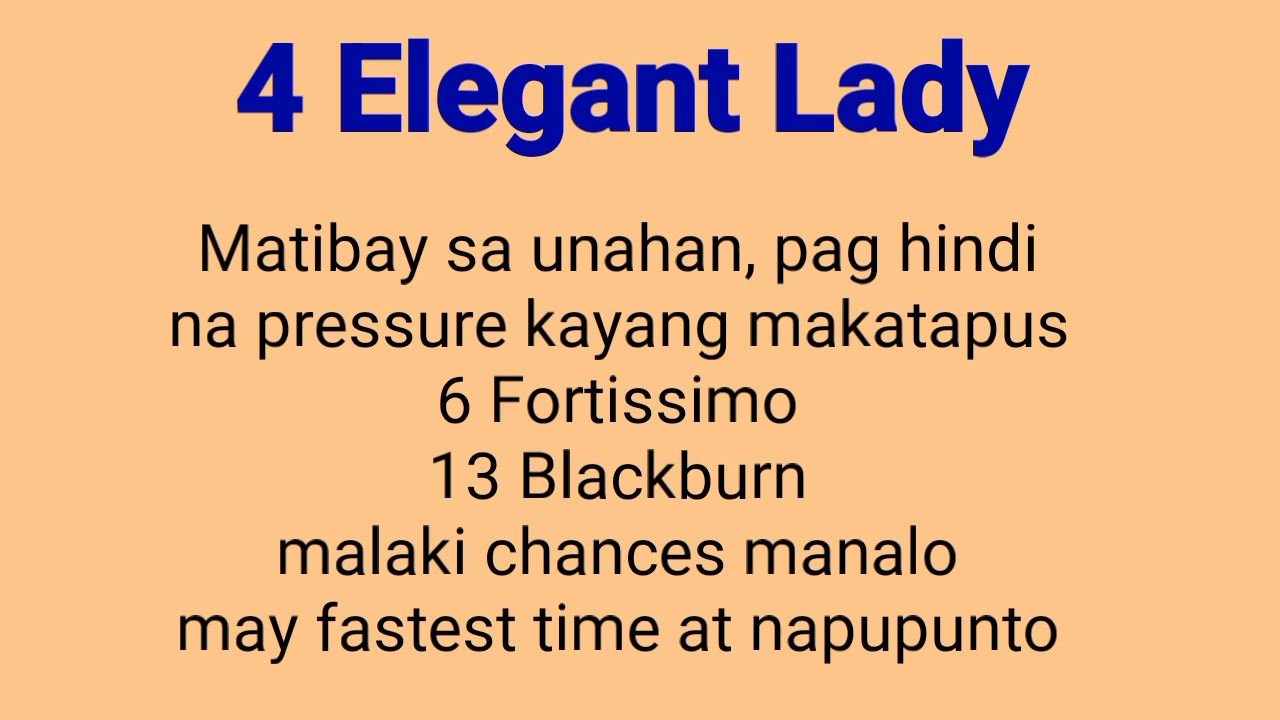 4 Elegant Lady
Matibay sa unahan, pag hindi
na pressure kayang makatapus
6 Fortissimo
13 Blackburn
malaki chances manalo
may fastest time at napupunto